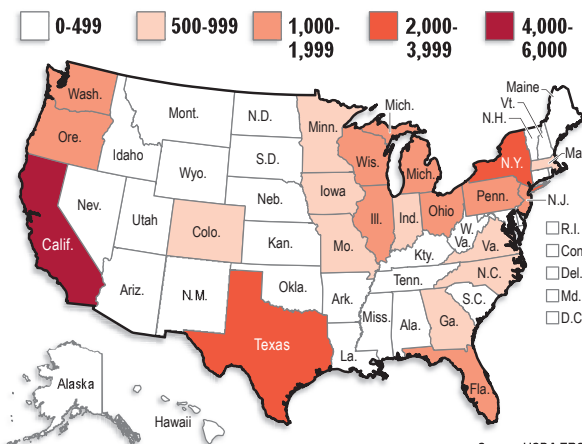 0-499
500-999
1,000-
1,999
2,000-
3,999
4,000-
6,000
Wash.
Ore.
Calif.
Nev.
Idaho
Mont.
Wyo.
Utah
Colo.
Ariz.
N.M.
N.D.
S.D.
Neb.
Kan.
Okla.
Texas
Minn.
Iowa
Mo.
Ark.
La.
Wis.
Ill.
Mich.
Mich.
Ind.
Ohio
Kty.
Tenn.
Miss.
Ala.
Ga.
Fla.
S.C.
N.C.
Va.
W.
Va.
Penn.
N.Y.
N.J.
Maine
Vt.
N.H.
Ma
R.I.
Con
Del.
Md.
D.C
Alaska
Hawaii